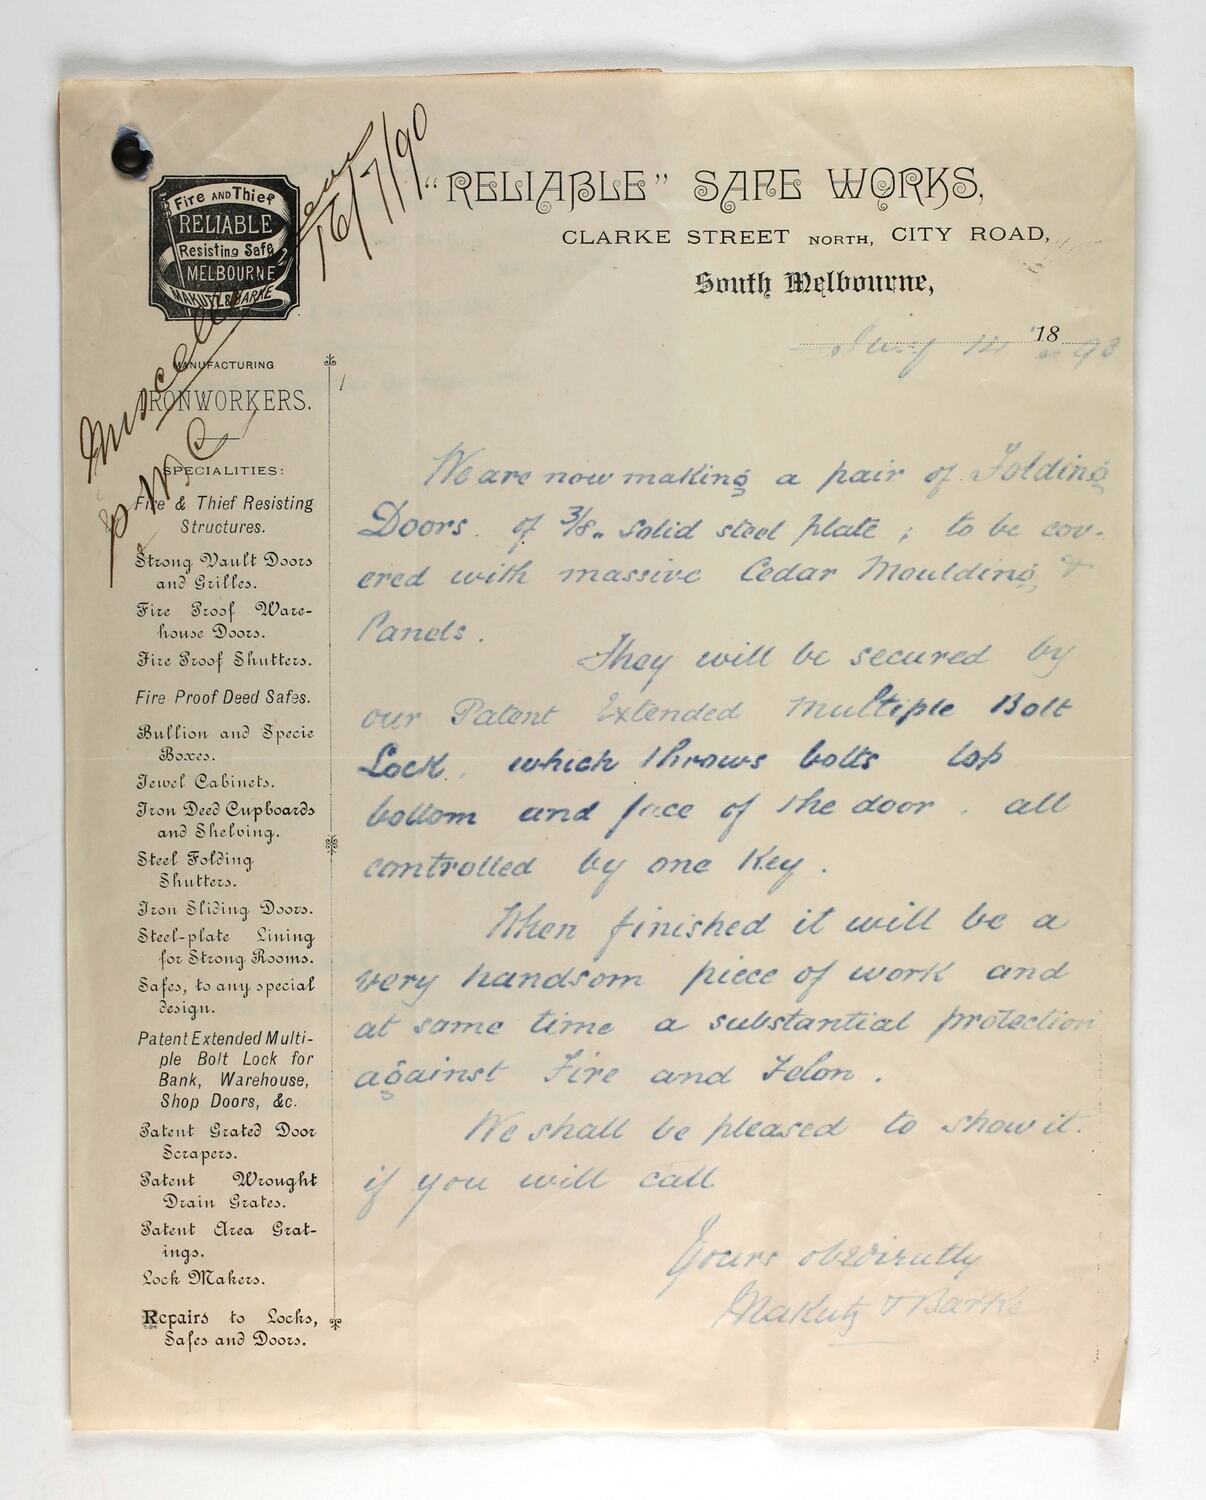 Fire AND Thief
RELIABLE
Resisting Safe
MELBOURNE
MAKUTZ & BARKE
16/7/90
"RELIABLE" SAFE WORKS,
CLARKE STREET NORTH, CITY ROAD,
South Melbourne,
14 18 90
MANUFACTURING
IRONWORKERS.
SPECIALITIES:
Fire & Thief Resisting
Structures.
Strong Vault Doors
and Grilles.
Fire Proof Ware-
house Doors.
Fire Proof Shutters.
Fire Proof Deed Safes.
Bullion and Specie
Boxes.
Jewel Cabinets.
Iron Deed Cupboards
and Shelving.
Steel Folding
Shutters.
Iron Sliding Doors.
Steel-plate Lining
for Strong Rooms.
Safes, to any special
design.
Patent Extended Multi-
ple Bolt Lock for
Bank, Warehouse,
Shop Doors, &c.
Patent Grated Door
Scrapers.
Patent Wrought
Drain Grates.
Patent Area Grat-
ings.
Lock Makers.
Repairs to Locks,
Safes and Doors.
We are now making a pair of Folding
Doors. of 3/8" solid steel plate; to be cov-
ered with massive Cedar Moulding &
Panels.
They will be secured by
our Patent Extended Multiple Bolt
Lock. which throws bolts top
bottom and face of the door. all
controlled by one Key.
When finished it will be a
very handsom piece of work and
at same time a substantial protection
against Fire and Felon.
We shall be pleased to show it.
if you will call
Yours obediently
Makutz & Barke